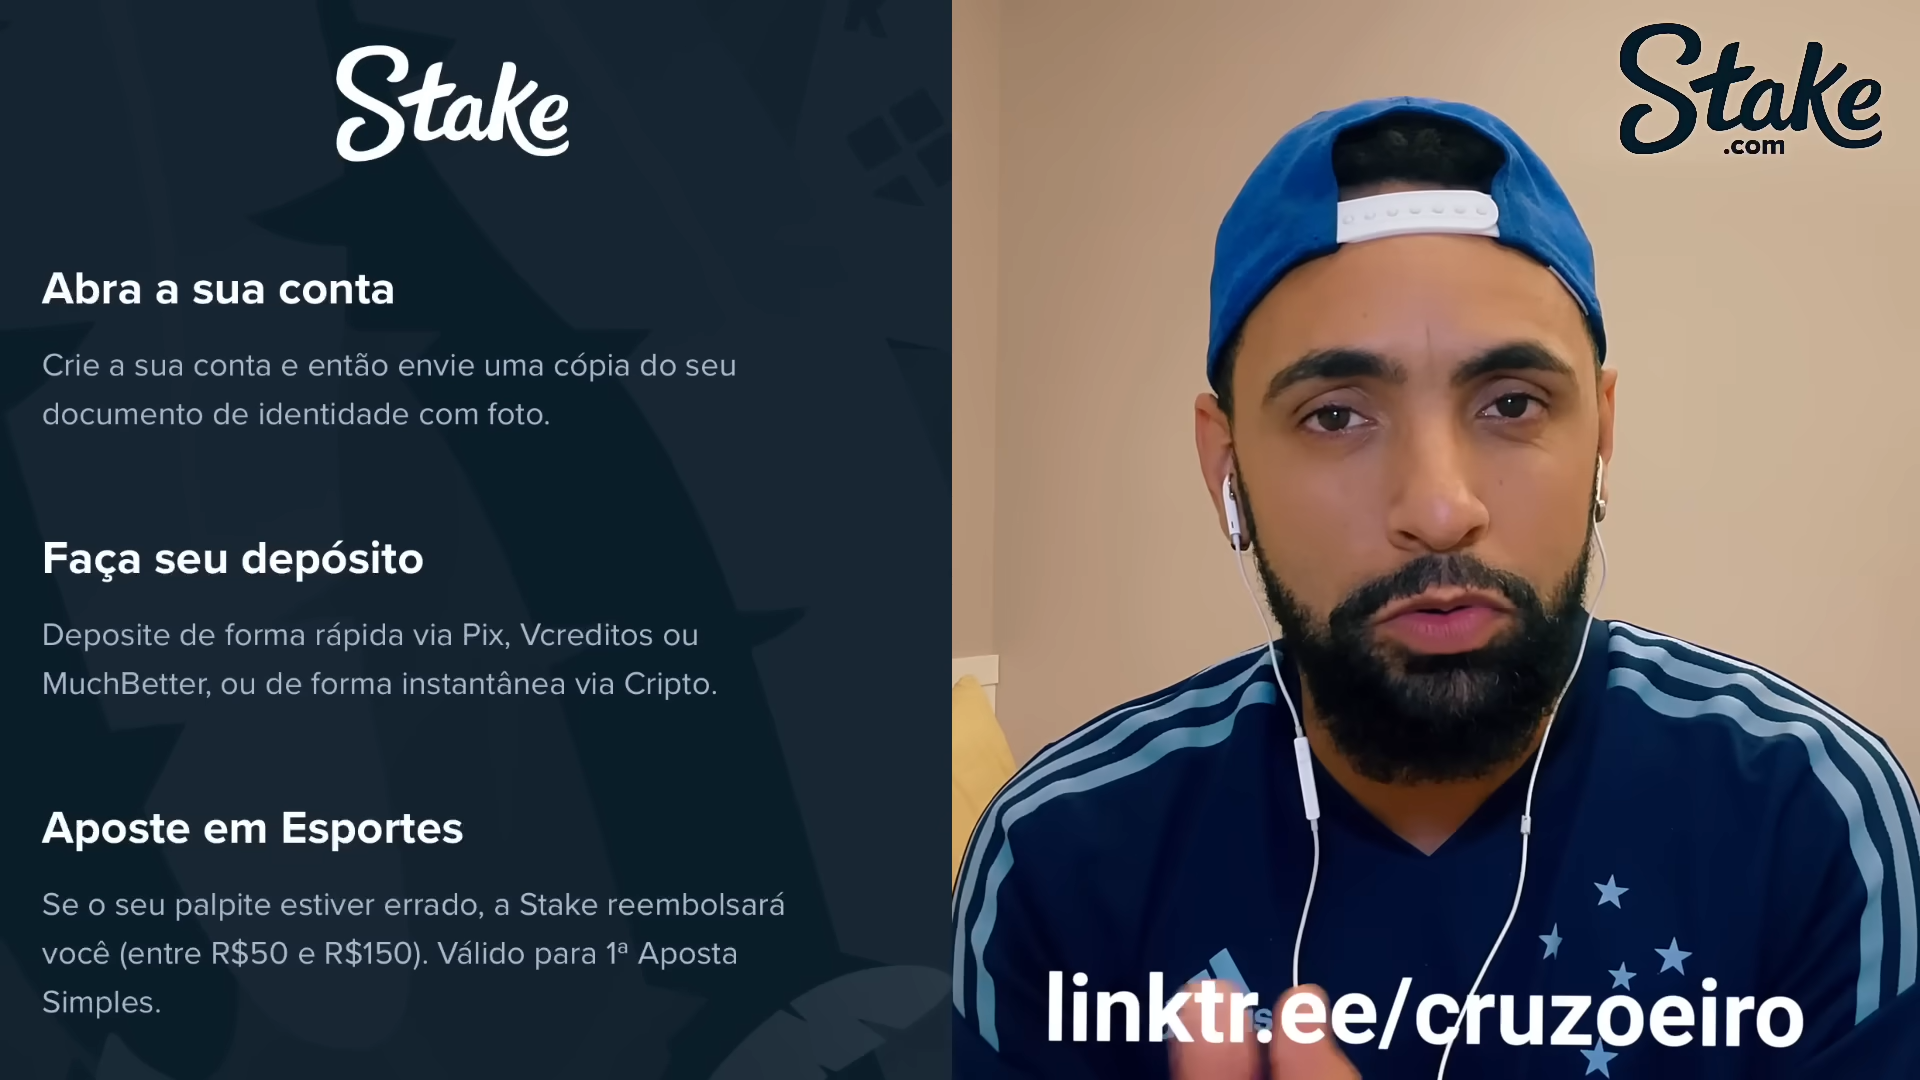 Stake
Abra a sua conta
Crie a sua conta e então envie uma cópia do seu
documento de identidade com foto.
Faça seu depósito
Deposite de forma rápida via Pix, Vcreditos ou
MuchBetter, ou de forma instantânea via Cripto.
Aposte em Esportes
Se o seu palpite estiver errado, a Stake reembolsará
você (entre R$50 e R$150). Válido para 1ª Aposta
Simples.
Stake
.com
linktr.ee/cruzoeiro